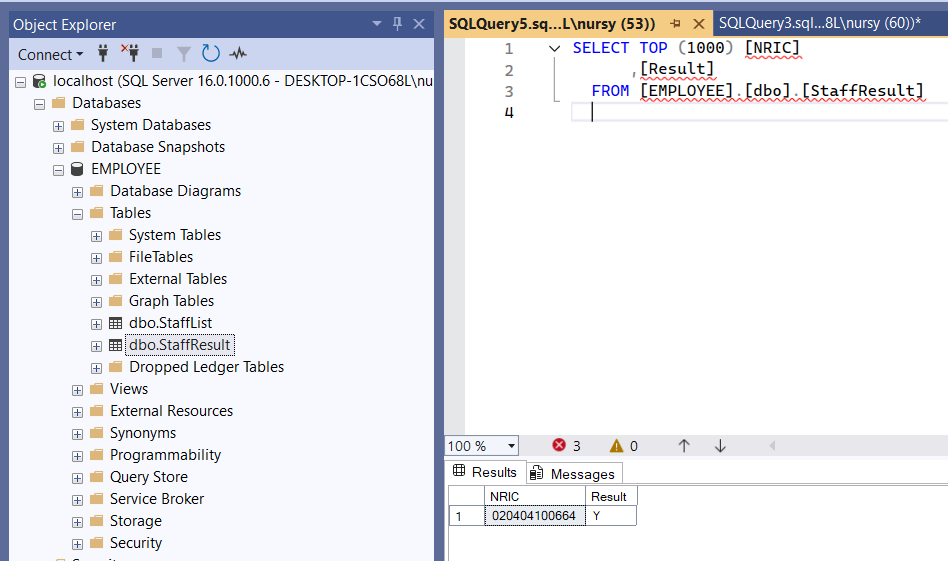 Object Explorer
Connect
localhost (SQL Server 16.0.1000.6 - DESKTOP-1CSO68L\nu
Databases
System Databases
Database Snapshots
EMPLOYEE
Database Diagrams
Tables
System Tables
FileTables
External Tables
Graph Tables
dbo.StaffList
dbo.StaffResult
Dropped Ledger Tables
Views
External Resources
Synonyms
Programmability
Query Store
Service Broker
Storage
Security
SQLQuery5.sq...L\nursy (53)) SQLQuery3.sql...8L\nursy (60))*
1 SELECT TOP (1000) [NRIC]
2 ,[Result]
3 FROM [EMPLOYEE].[dbo].[StaffResult]
4
100 % 3 0
Results Messages
NRIC Result
1 020404100664 Y